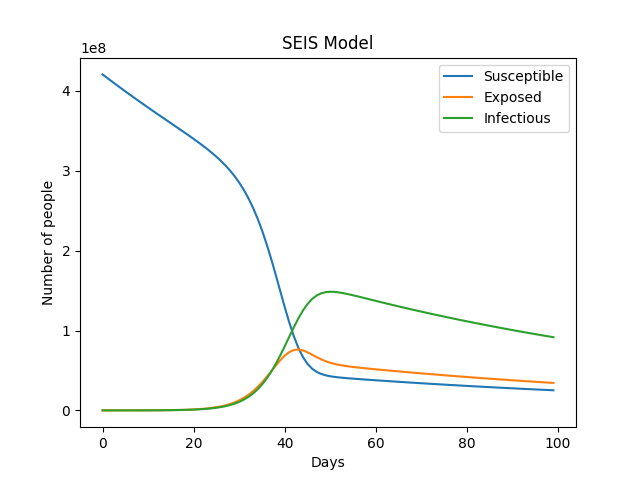 SEIS Model
1e8
Susceptible
Exposed
Infectious
4
3
2
1
0
Number of people
0 20 40 60 80 100
Days